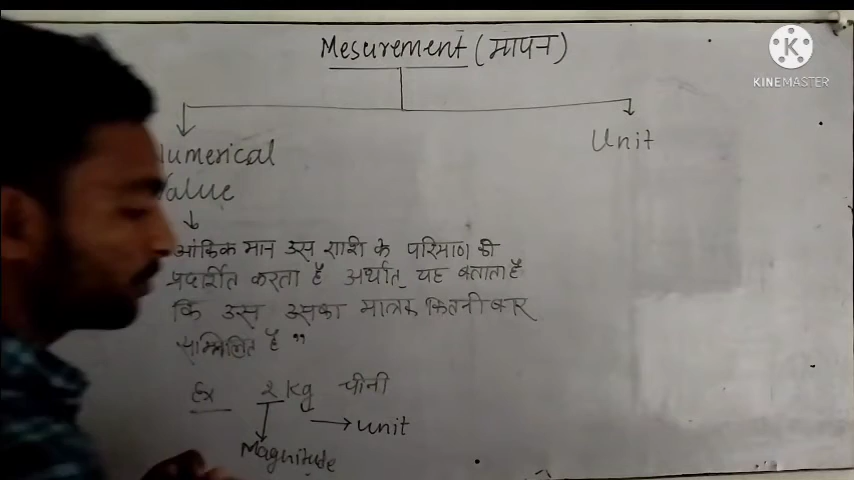 Mesurement (मापन)
KINEMASTER
Numerical
Value
Unit
आंकिक मान उस राशी के परिमाण को
प्रदर्शित करता है अर्थात् यह बताता है
कि उस उसका मात्रक कितनी बार
सम्मिलित है "
Ex 2 Kg चीनी
→ unit
Magnitude